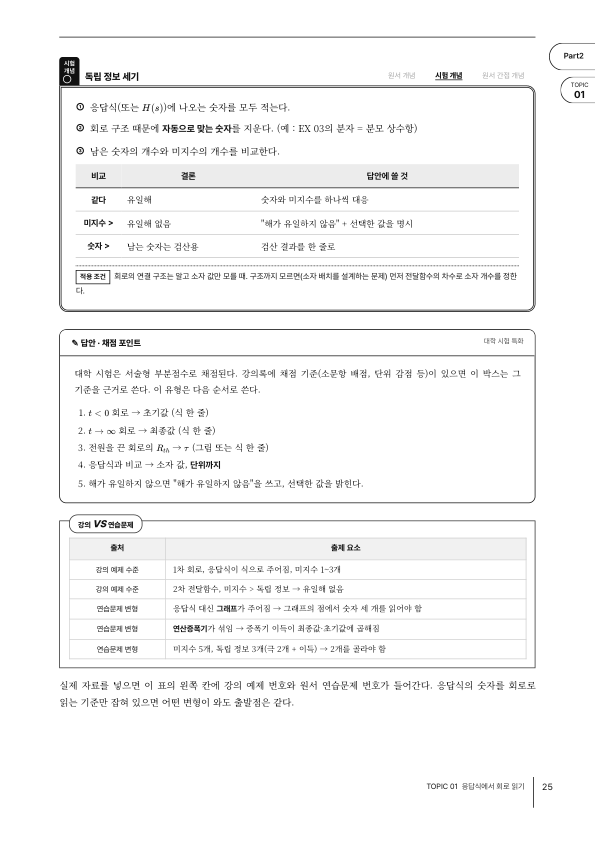 Part2
TOPIC
01
시험
개념
독립 정보 세기
원서 개념 시험 개념 원서 간접 개념
① 응답식(또는 H(s))에 나오는 숫자를 모두 적는다.
② 회로 구조 때문에 자동으로 맞는 숫자를 지운다. (예 : EX 03의 분자 = 분모 상수항)
③ 남은 숫자의 개수와 미지수의 개수를 비교한다.
비교 결론 답안에 쓸 것
같다 유일해 숫자와 미지수를 하나씩 대응
미지수 > 유일해 없음 "해가 유일하지 않음" + 선택한 값을 명시
숫자 > 남는 숫자는 검산용 검산 결과를 한 줄로
적용 조건 회로의 연결 구조는 알고 소자 값만 모를 때. 구조까지 모르면(소자 배치를 설계하는 문제) 먼저 전달함수의 차수로 소자 개수를 정한
다.
✎ 답안 · 채점 포인트 대학 시험 특화
대학 시험은 서술형 부분점수로 채점된다. 강의록에 채점 기준(소문항 배점, 단위 감점 등)이 있으면 이 박스는 그
기준을 근거로 쓴다. 이 유형은 다음 순서로 쓴다.
1. t < 0 회로 → 초기값 (식 한 줄)
2. t → ∞ 회로 → 최종값 (식 한 줄)
3. 전원을 끈 회로의 Rth → τ (그림 또는 식 한 줄)
4. 응답식과 비교 → 소자 값, 단위까지
5. 해가 유일하지 않으면 "해가 유일하지 않음"을 쓰고, 선택한 값을 밝힌다.
강의 VS 연습문제
출처 출제 요소
강의 예제 수준 1차 회로, 응답식이 식으로 주어짐, 미지수 1~3개
강의 예제 수준 2차 전달함수, 미지수 > 독립 정보 → 유일해 없음
연습문제 변형 응답식 대신 그래프가 주어짐 → 그래프의 점에서 숫자 세 개를 읽어야 함
연습문제 변형 연산증폭기가 섞임 → 증폭기 이득이 최종값·초기값에 곱해짐
연습문제 변형 미지수 5개, 독립 정보 3개(극 2개 + 이득) → 2개를 골라야 함
실제 자료를 넣으면 이 표의 왼쪽 칸에 강의 예제 번호와 원서 연습문제 번호가 들어간다. 응답식의 숫자를 회로로
읽는 기준만 잡혀 있으면 어떤 변형이 와도 출발점은 같다.
TOPIC 01 응답식에서 회로 읽기 25